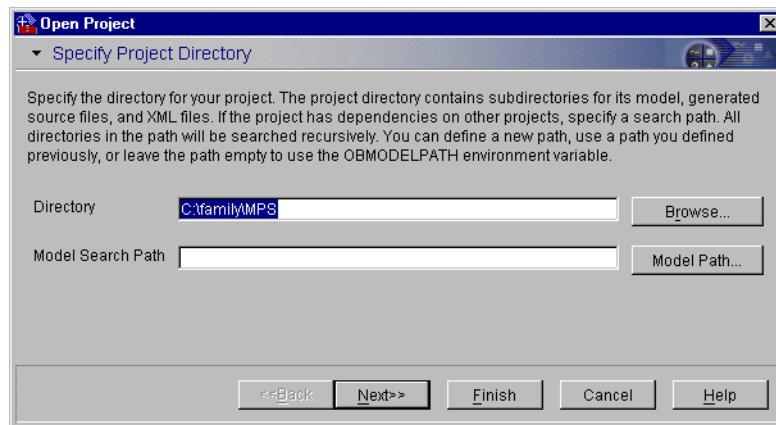 Open Project
Specify Project Directory
Specify the directory for your project. The project directory contains subdirectories for its model, generated
source files, and XML files. If the project has dependencies on other projects, specify a search path. All
directories in the path will be searched recursively. You can define a new path, use a path you defined
previously, or leave the path empty to use the OBMODELPATH environment variable.
Directory C:\family\MPS Browse...
Model Search Path Model Path...
<<Back Next>> Finish Cancel Help